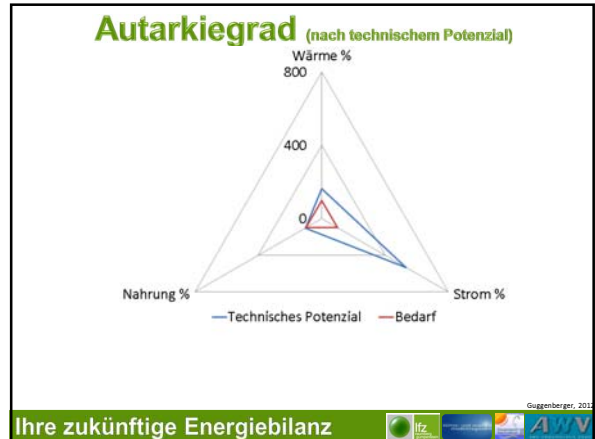 Autarkiegrad (nach technischem Potenzial)
Wärme %
800
400
0
Nahrung %
Strom %
Technisches Potenzial
Bedarf
Guggenberger, 2012
Ihre zukünftige Energiebilanz
lfz
AWV